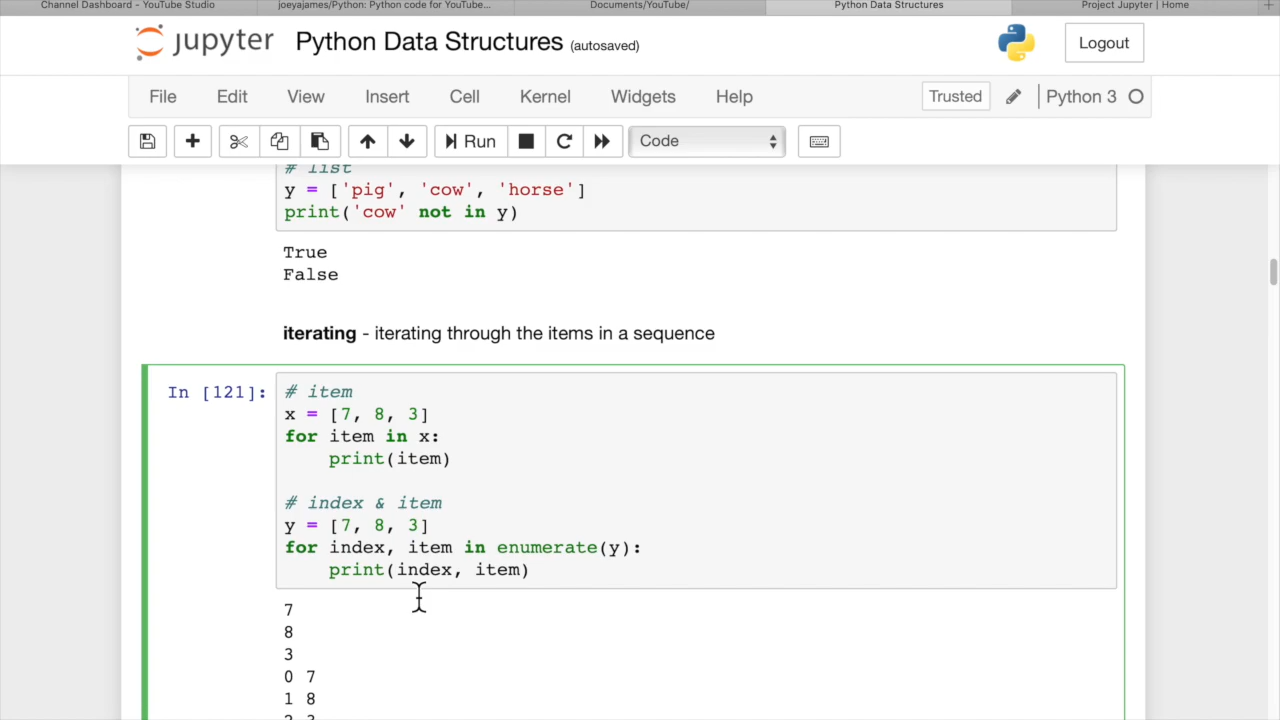 Channel Dashboard - YouTube Studio
joeyajames/Python: Python code for YouTube...
Documents/YouTube/
Python Data Structures
Project Jupyter | Home
jupyter Python Data Structures (autosaved)
Logout
File Edit View Insert Cell Kernel Widgets Help
Trusted
Python 3
Run
Code
# list
y = ['pig', 'cow', 'horse']
print('cow' not in y)
True
False
iterating - iterating through the items in a sequence
In [121]:
# item
x = [7, 8, 3]
for item in x:
    print(item)
# index & item
y = [7, 8, 3]
for index, item in enumerate(y):
    print(index, item)
7
8
3
0 7
1 8
2 3